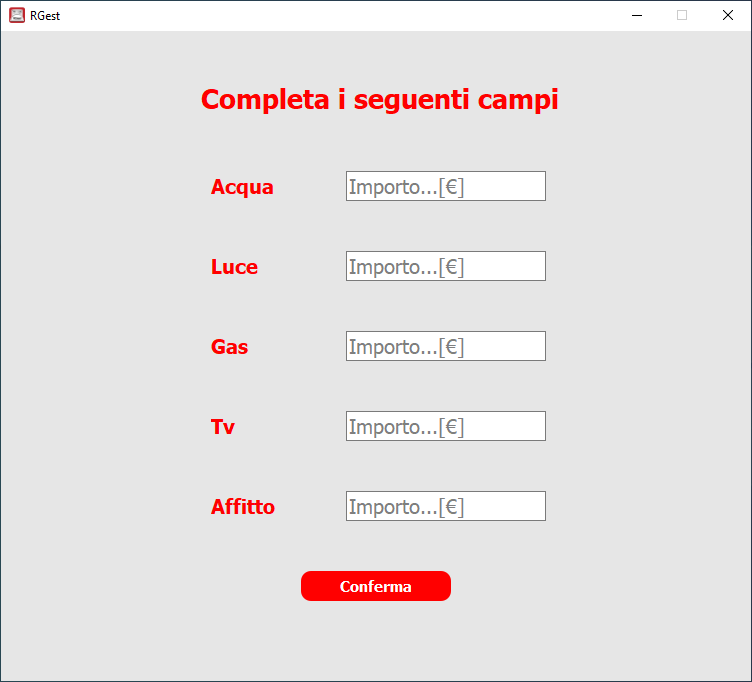 RGest
Completa i seguenti campi
Acqua Importo...[€]
Luce Importo...[€]
Gas Importo...[€]
Tv Importo...[€]
Affitto Importo...[€]
Conferma